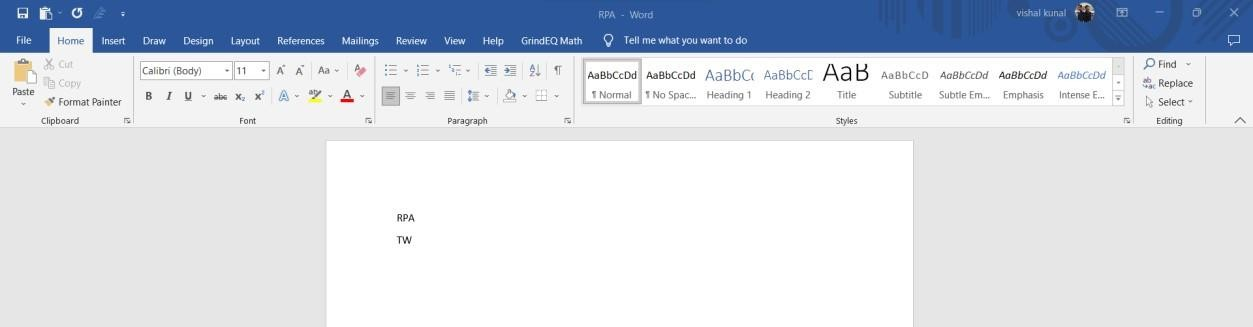 RPA - Word
vishal kunal
File Home Insert Draw Design Layout References Mailings Review View Help GrindEQ Math Tell me what you want to do
Paste
Cut
Copy
Format Painter
Clipboard
Calibri (Body) 11 A A Aa A
B I U abc x₂ x² A aby A
Font
Paragraph
AaBbCcDd AaBbCcDd AaBbC( AaBbCcC AaB AaBbCcD AaBbCcDd AaBbCcDd AaBbCcDd
¶ Normal ¶ No Spac... Heading 1 Heading 2 Title Subtitle Subtle Em... Emphasis Intense E...
Styles
Find
Replace
Select
Editing
RPA
TW